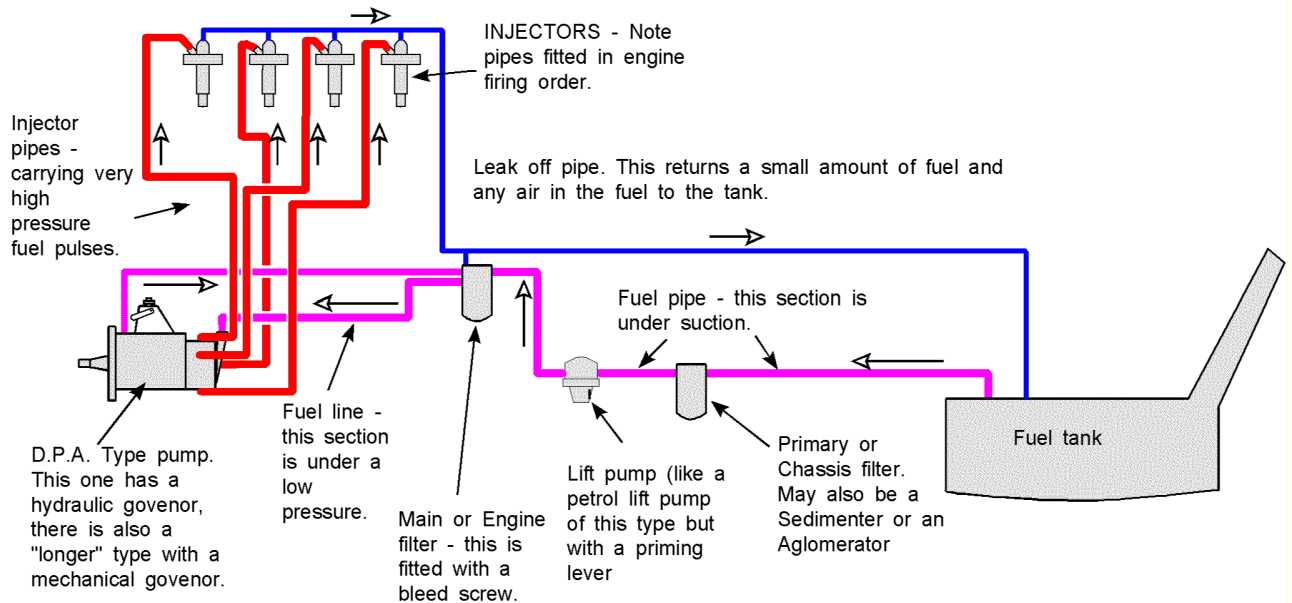 INJECTORS - Note
pipes fitted in engine
firing order.
Injector
pipes -
carrying very
high
pressure
fuel pulses.
Leak off pipe. This returns a small amount of fuel and
any air in the fuel to the tank.
Fuel pipe - this section is
under suction.
Fuel line -
this section
is under a
low
pressure.
Fuel tank
D.P.A. Type pump.
This one has a
hydraulic govenor,
there is also a
"longer" type with a
mechanical govenor.
Main or Engine
filter - this is
fitted with a
bleed screw.
Lift pump (like a
petrol lift pump
of this type but
with a priming
lever
Primary or
Chassis filter.
May also be a
Sedimenter or an
Aglomerator